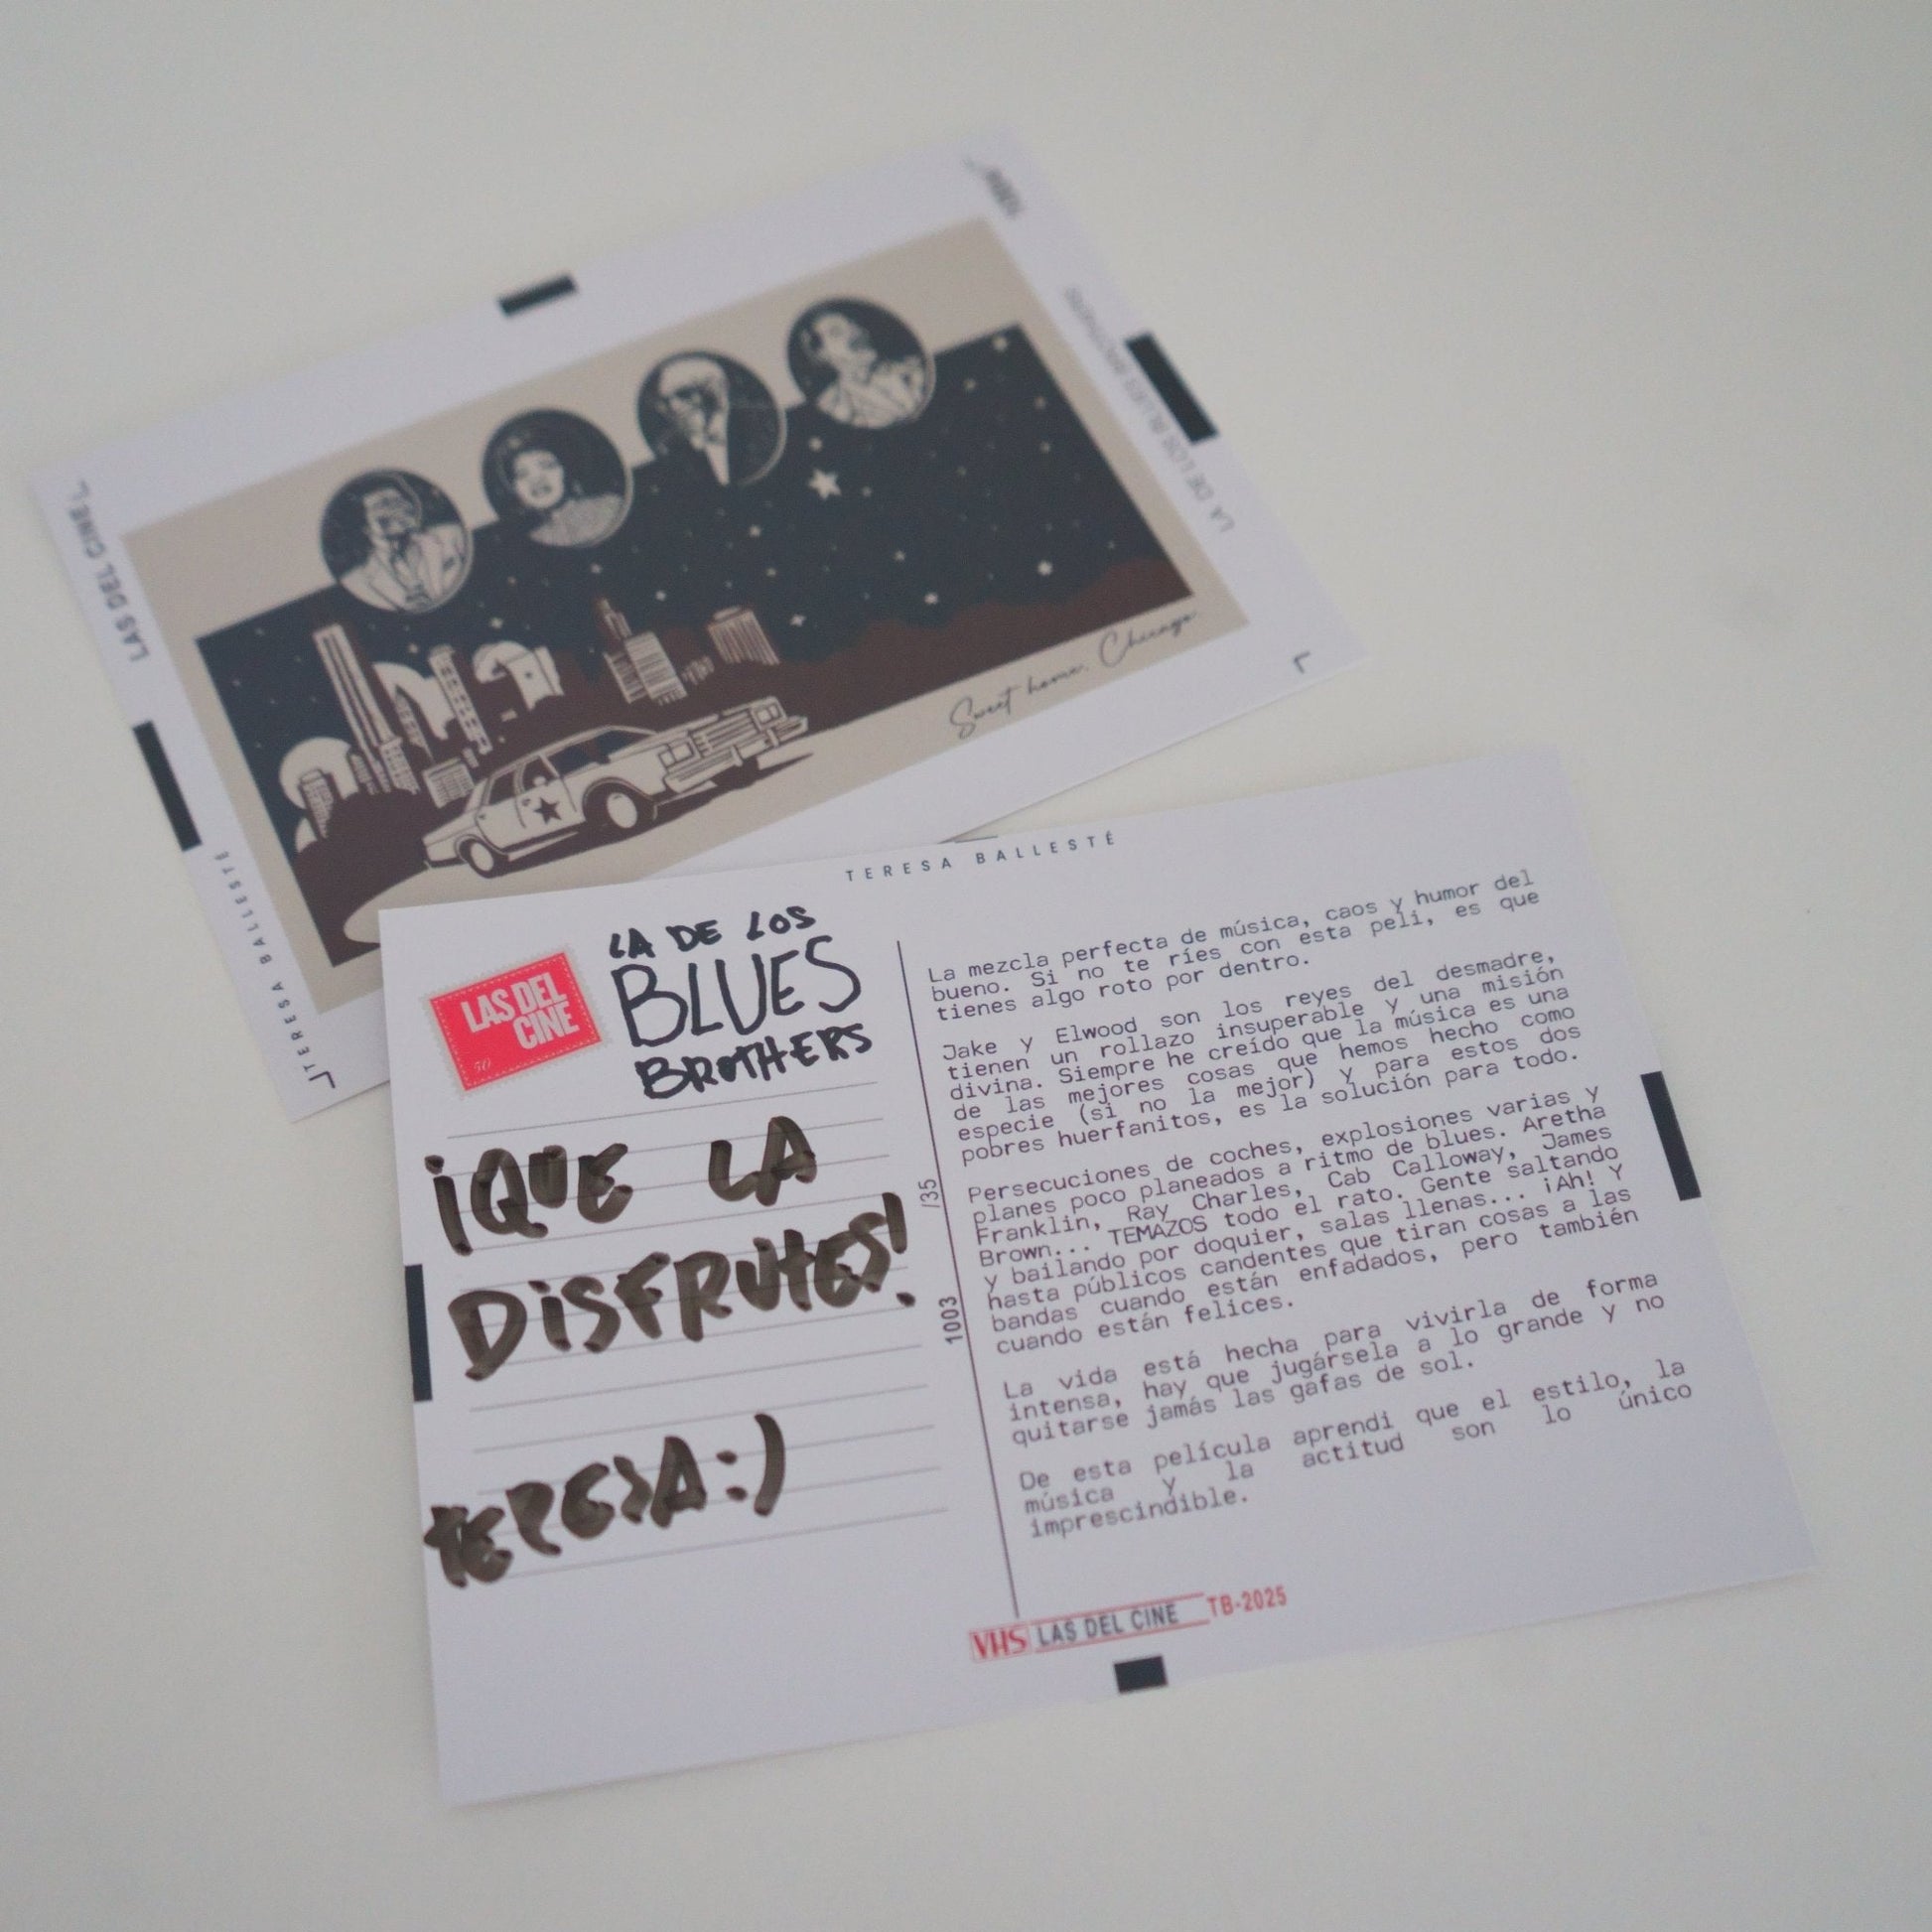 LAS DEL CINE
LA DE LOS BLUES BROTHERS
TERESA BALLESTÉ
Sweet home, Chicago
TERESA BALLESTÉ
LAS DEL
CINE
50
LA DE LOS
BLUES
BROTHERS
¡QUE LA
DISFRUTES!
TERESA:)
/35
1003
La mezcla perfecta de música, caos y humor del
bueno. Si no te ríes con esta peli, es que
tienes algo roto por dentro.
Jake y Elwood son los reyes del desmadre,
tienen un rollazo insuperable y una misión
divina. Siempre he creído que la música es una
de las mejores cosas que hemos hecho como
especie (si no la mejor) y para estos dos
pobres huerfanitos, es la solución para todo.
Persecuciones de coches, explosiones varias y
planes poco planeados a ritmo de blues. Aretha
Franklin, Ray Charles, Cab Calloway, James
Brown... TEMAZOS todo el rato. Gente saltando
y bailando por doquier, salas llenas... ¡Ah! Y
hasta públicos candentes que tiran cosas a las
bandas cuando están enfadados, pero también
cuando están felices.
La vida está hecha para vivirla de forma
intensa, hay que jugársela a lo grande y no
quitarse jamás las gafas de sol.
De esta película aprendi que el estilo, la
música y la actitud son lo único
imprescindible.
VHS LAS DEL CINE TB-2025